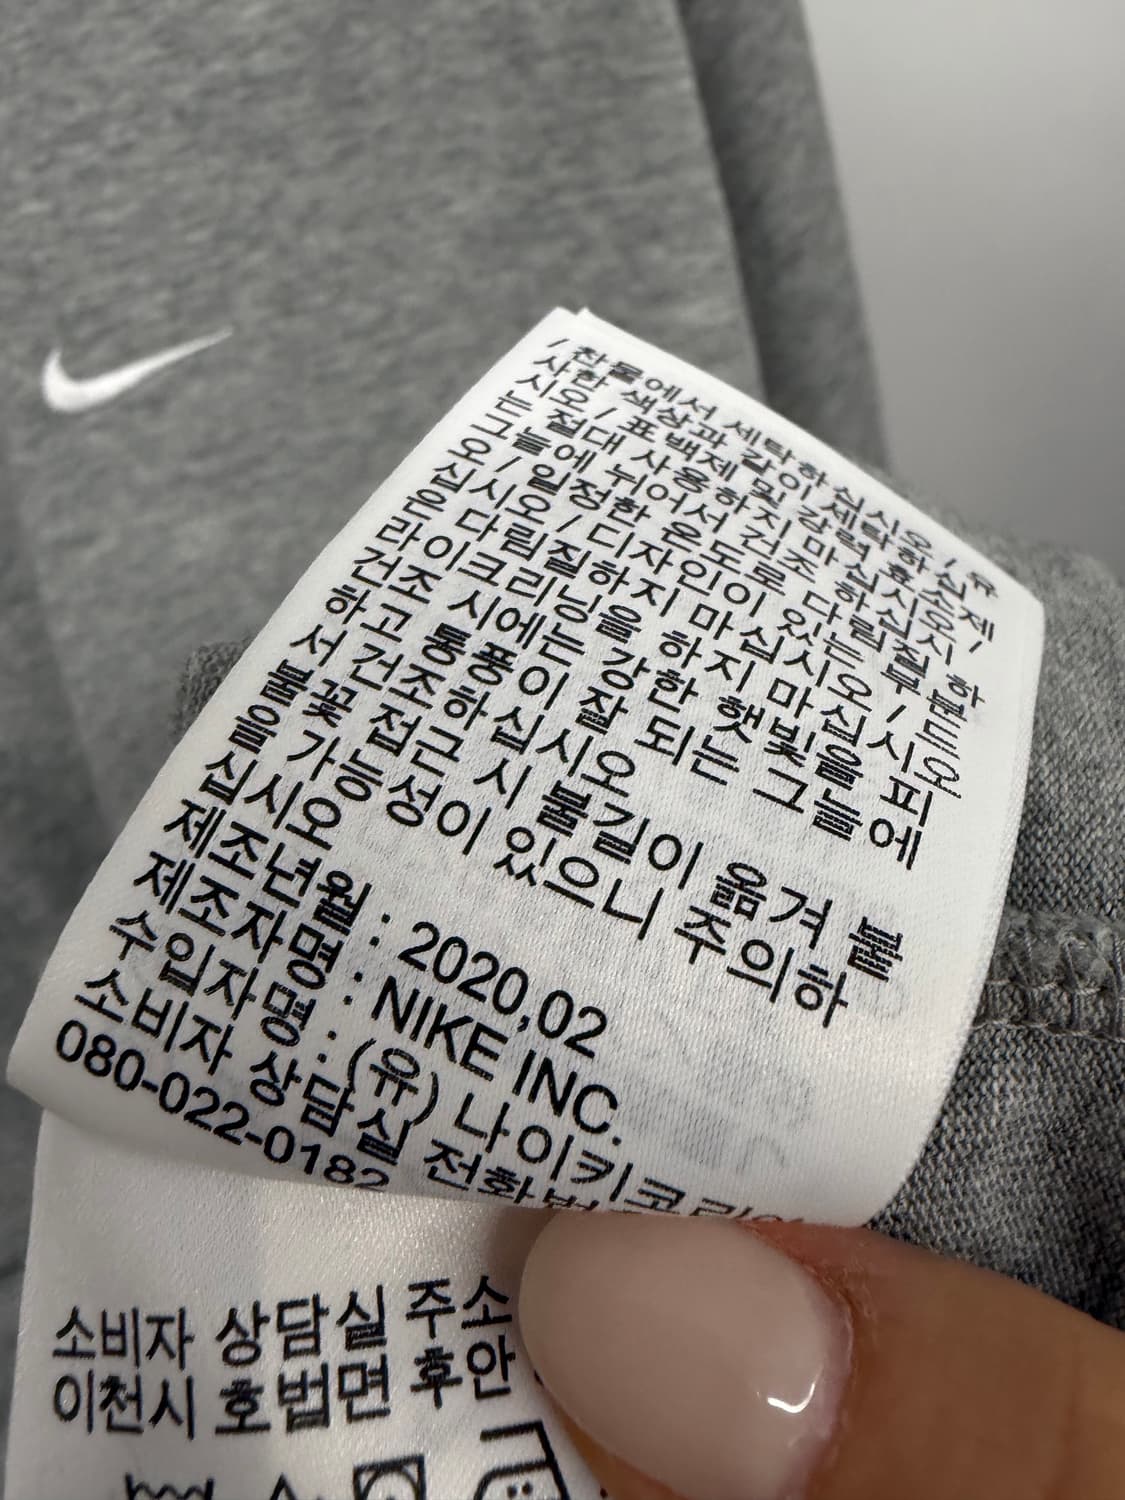 / 찬물에서 세탁하십시오 / 유
사한 색상과 같이 세탁하십
시오 / 표백제 및 강력 효소제
는 절대 사용하지 마십시오 /
그늘에 뉘어서 건조 하십시
오 / 일정한 온도로 다림질 하
십시오 / 디자인이 있는 부분
은 다림질하지 마십시오 / 드
라이크리닝을 하지 마십시오
건조 시에는 강한 햇빛을 피
하고 통풍이 잘 되는 그늘에
서 건조하십시오
불꽃 접근 시 불길이 옮겨 붙
을 가능성이 있으니 주의하
십시오
제조년월 : 2020,02
제조자명 : NIKE INC.
수입자명 : (유) 나이키코리아
소비자 상담실 전화번
080-022-0182
소비자 상담실 주소
이천시 호법면 후안